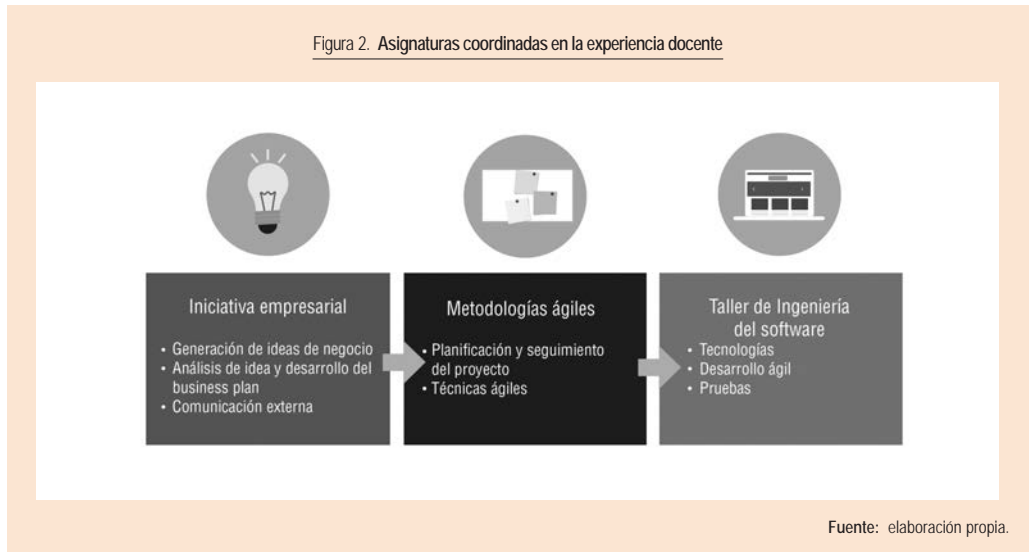 Figura 2. Asignaturas coordinadas en la experiencia docente
Iniciativa empresarial
• Generación de ideas de negocio
• Análisis de idea y desarrollo del
business plan
• Comunicación externa
Metodologías ágiles
• Planificación y seguimiento
del proyecto
• Técnicas ágiles
Taller de Ingeniería
del software
• Tecnologías
• Desarrollo ágil
• Pruebas
Fuente: elaboración propia.